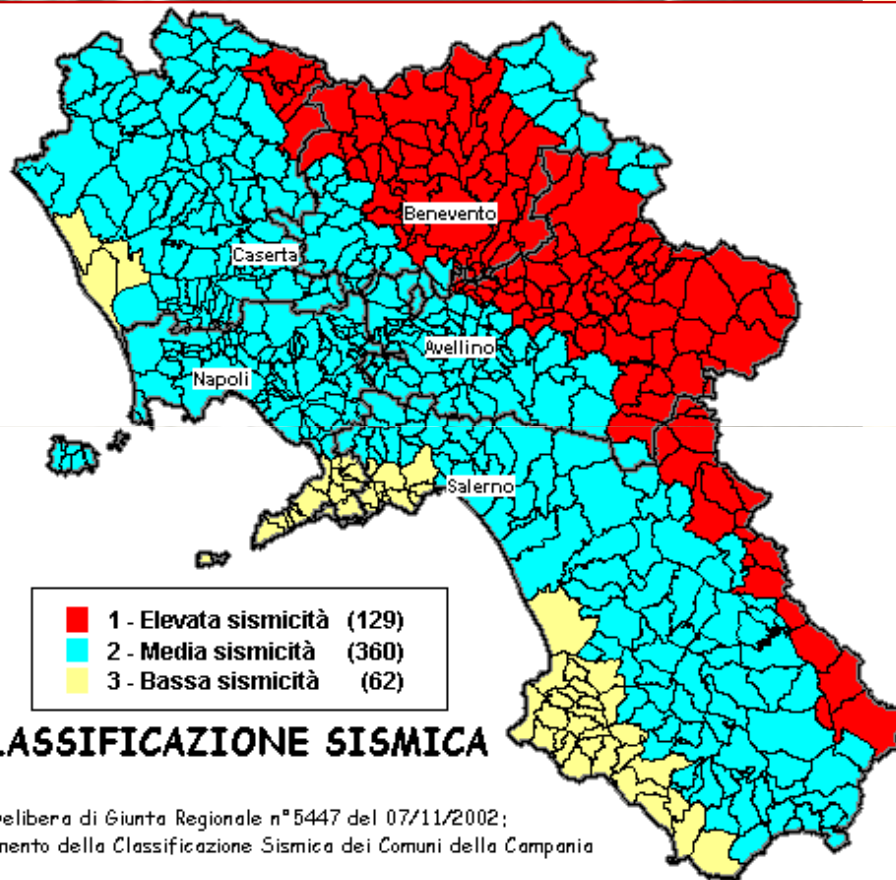 Benevento
Caserta
Avellino
Napoli
Salerno
1 - Elevata sismicità (129)
2 - Media sismicità (360)
3 - Bassa sismicità (62)
LASSIFICAZIONE SISMICA
elibera di Giunta Regionale n°5447 del 07/11/2002;
mento della Classificazione Sismica dei Comuni della Campania